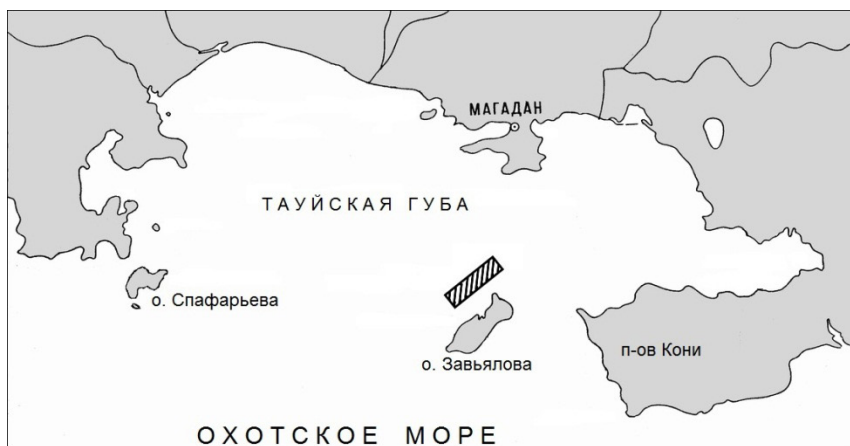 МАГАДАН
ТАУЙСКАЯ ГУБА
о. Спафарьева
п-ов Кони
о. Завьялова
ОХОТСКОЕ МОРЕ